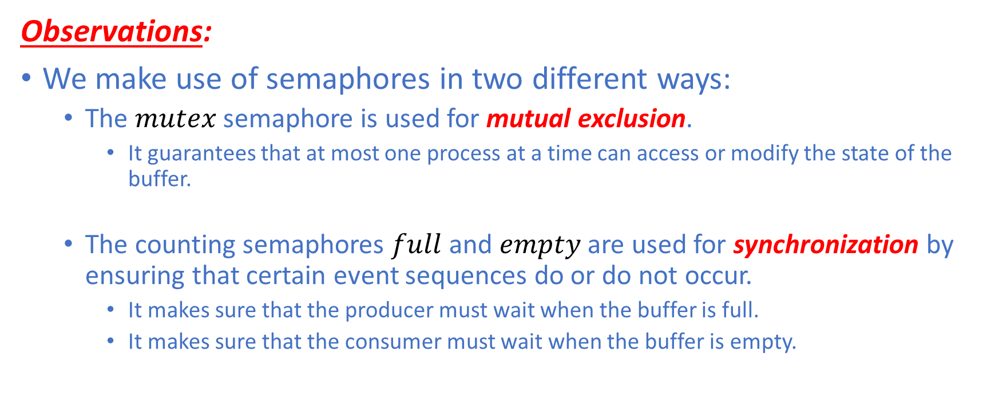 Observations:
• We make use of semaphores in two different ways:
• The mutex semaphore is used for mutual exclusion.
• It guarantees that at most one process at a time can access or modify the state of the
buffer.
• The counting semaphores full and empty are used for synchronization by
ensuring that certain event sequences do or do not occur.
• It makes sure that the producer must wait when the buffer is full.
• It makes sure that the consumer must wait when the buffer is empty.